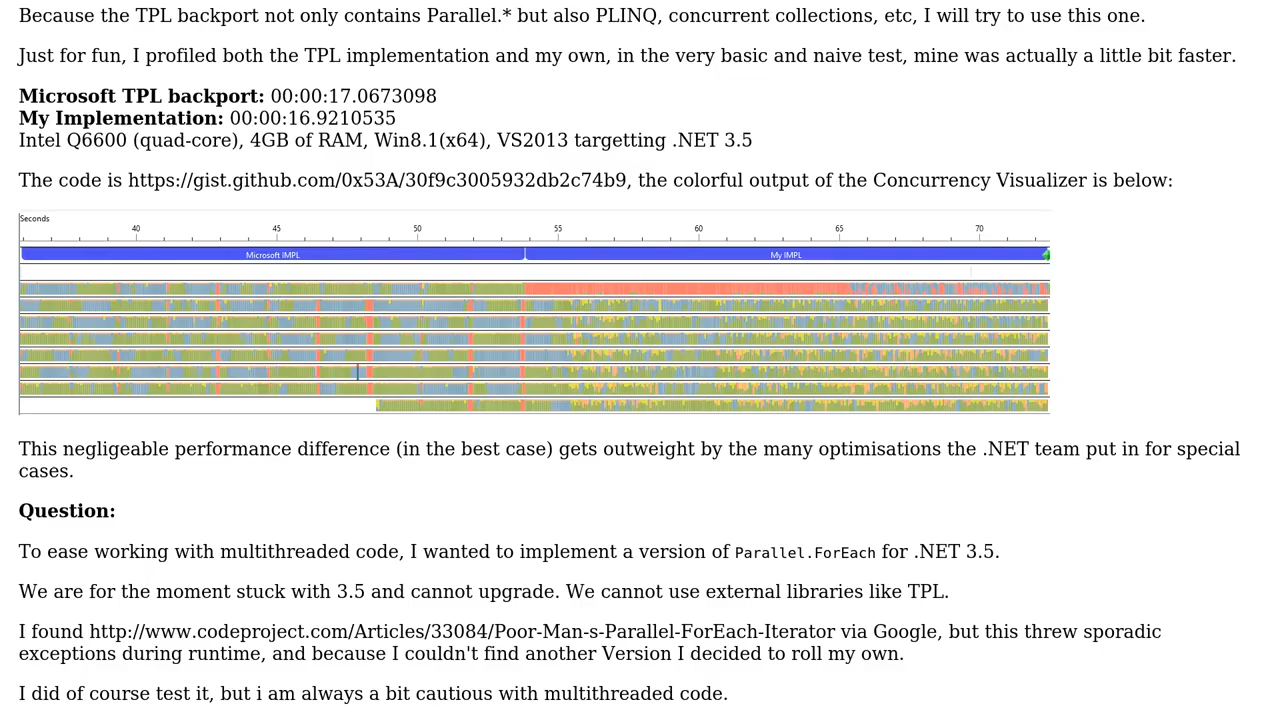 Because the TPL backport not only contains Parallel.* but also PLINQ, concurrent collections, etc, I will try to use this one.
Just for fun, I profiled both the TPL implementation and my own, in the very basic and naive test, mine was actually a little bit faster.
Microsoft TPL backport: 00:00:17.0673098
My Implementation: 00:00:16.9210535
Intel Q6600 (quad-core), 4GB of RAM, Win8.1(x64), VS2013 targetting .NET 3.5
The code is https://gist.github.com/0x53A/30f9c3005932db2c74b9, the colorful output of the Concurrency Visualizer is below:
Seconds
40 45 50 55 60 65 70
Microsoft IMPL My IMPL
This negligeable performance difference (in the best case) gets outweight by the many optimisations the .NET team put in for special
cases.
Question:
To ease working with multithreaded code, I wanted to implement a version of Parallel.ForEach for .NET 3.5.
We are for the moment stuck with 3.5 and cannot upgrade. We cannot use external libraries like TPL.
I found http://www.codeproject.com/Articles/33084/Poor-Man-s-Parallel-ForEach-Iterator via Google, but this threw sporadic
exceptions during runtime, and because I couldn't find another Version I decided to roll my own.
I did of course test it, but i am always a bit cautious with multithreaded code.